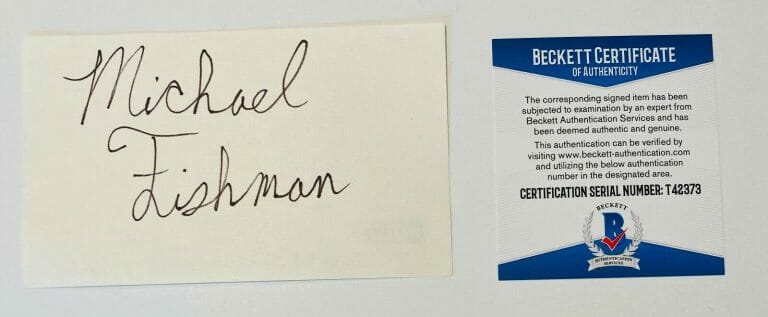 Michael
Fishman
BECKETT CERTIFICATE
OF AUTHENTICITY
The corresponding signed item has been
subjected to examination by an expert from
Beckett Authentication Services and has
been deemed authentic and genuine.
This authentication can be verified by
visiting www.beckett-authentication.com
and utilizing the below authentication
number in the designated area.
CERTIFICATION SERIAL NUMBER: T42373
BECKETT
B
AUTHENTICATION
SERVICES